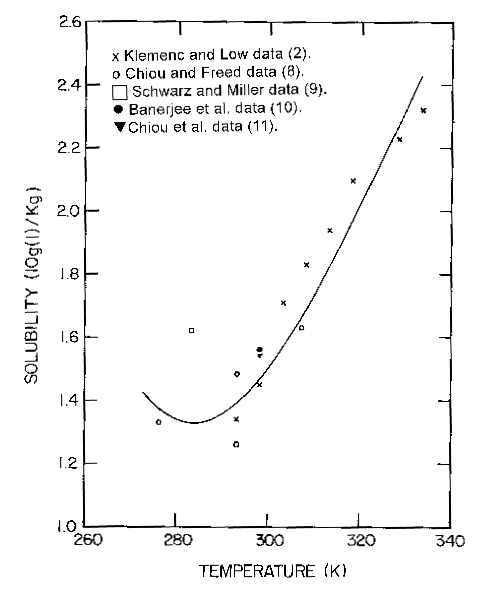 2.6
x Klemenc and Low data (2).
o Chiou and Freed data (8).
□ Schwarz and Miller data (9).
● Banerjee et al. data (10).
▼ Chiou et al. data (11).
2.4
2.2
2.0
1.8
1.6
1.4
1.2
1.0
SOLUBILITY (10g(1)/Kg)
260 280 300 320 340
TEMPERATURE (K)